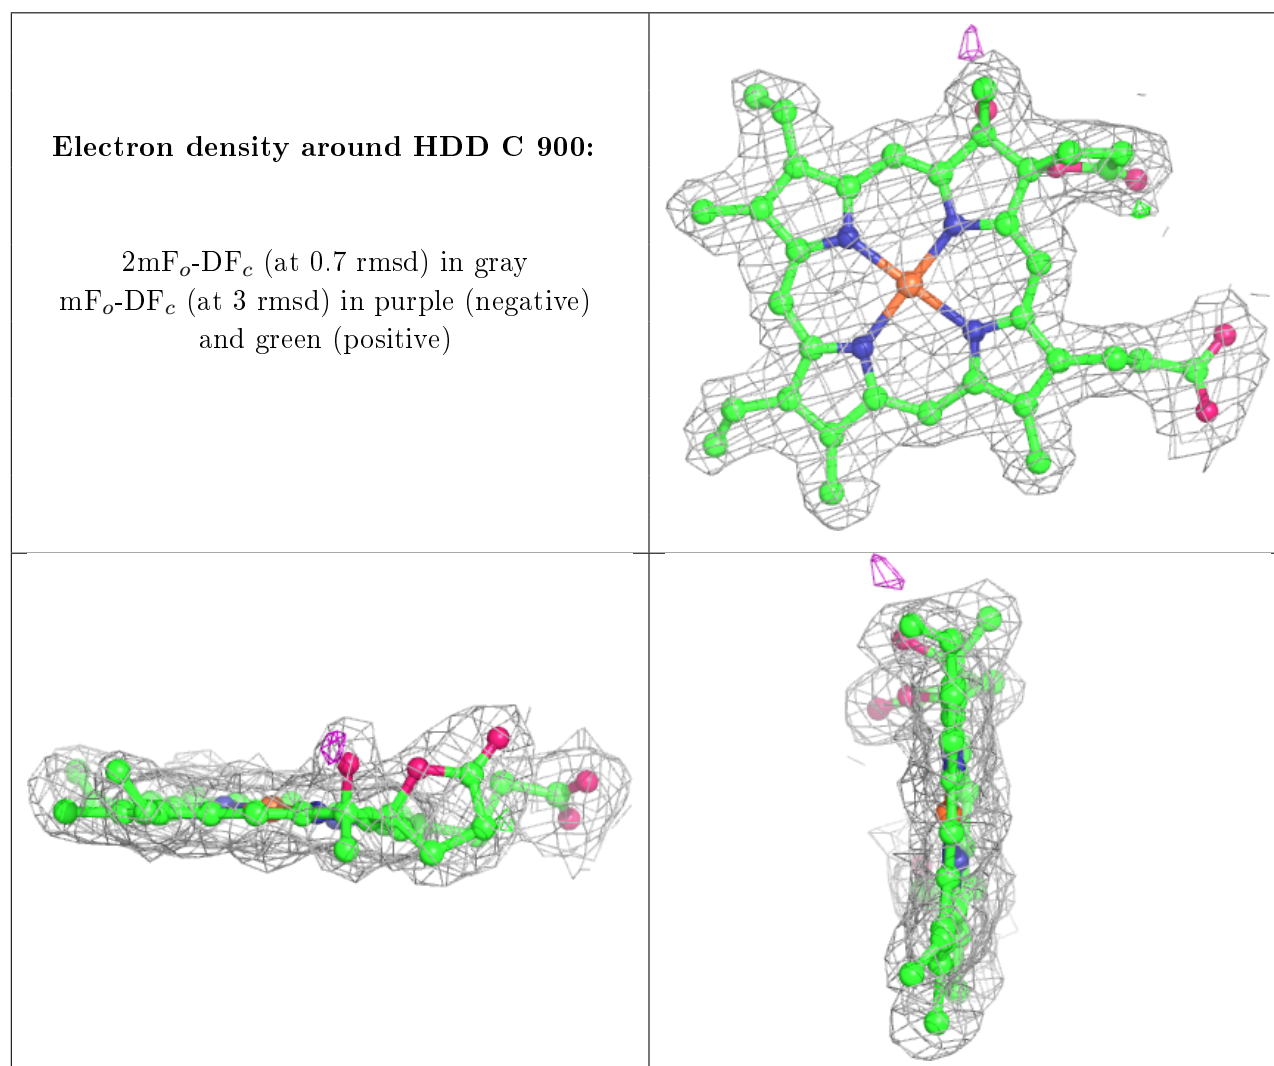 Electron density around HDD C 900:
2mFₒ-DF𝒸 (at 0.7 rmsd) in gray
mFₒ-DF𝒸 (at 3 rmsd) in purple (negative)
and green (positive)